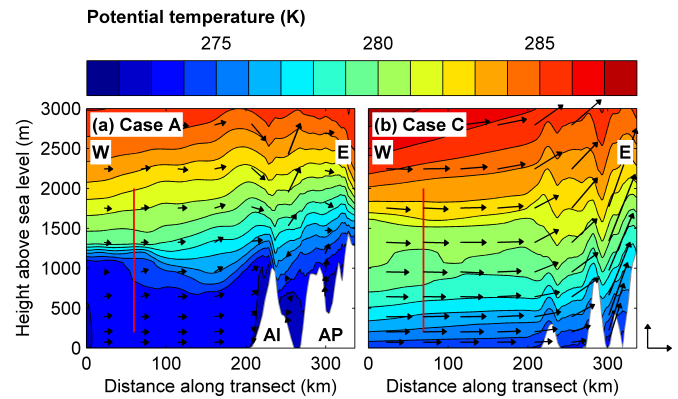 Potential temperature (K)
275 280 285
(a) Case A
(b) Case C
W E
W E
3000
2500
2000
1500
1000
500
0
Height above sea level (m)
AI AP
0 100 200 300
0 100 200 300
Distance along transect (km)
Distance along transect (km)